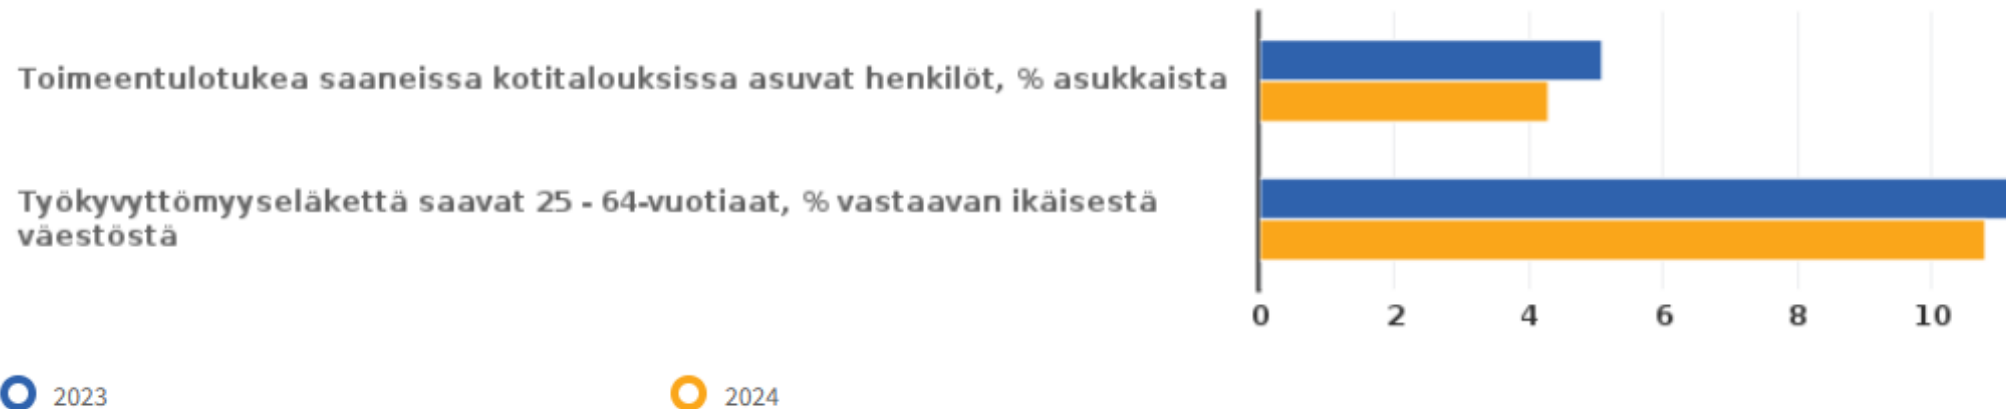 Toimeentulotukea saaneissa kotitalouksissa asuvat henkilöt, % asukkaista
Työkyvyttömyyseläkettä saavat 25 - 64-vuotiaat, % vastaavan ikäisestä
väestöstä
0 2 4 6 8 10
2023 2024